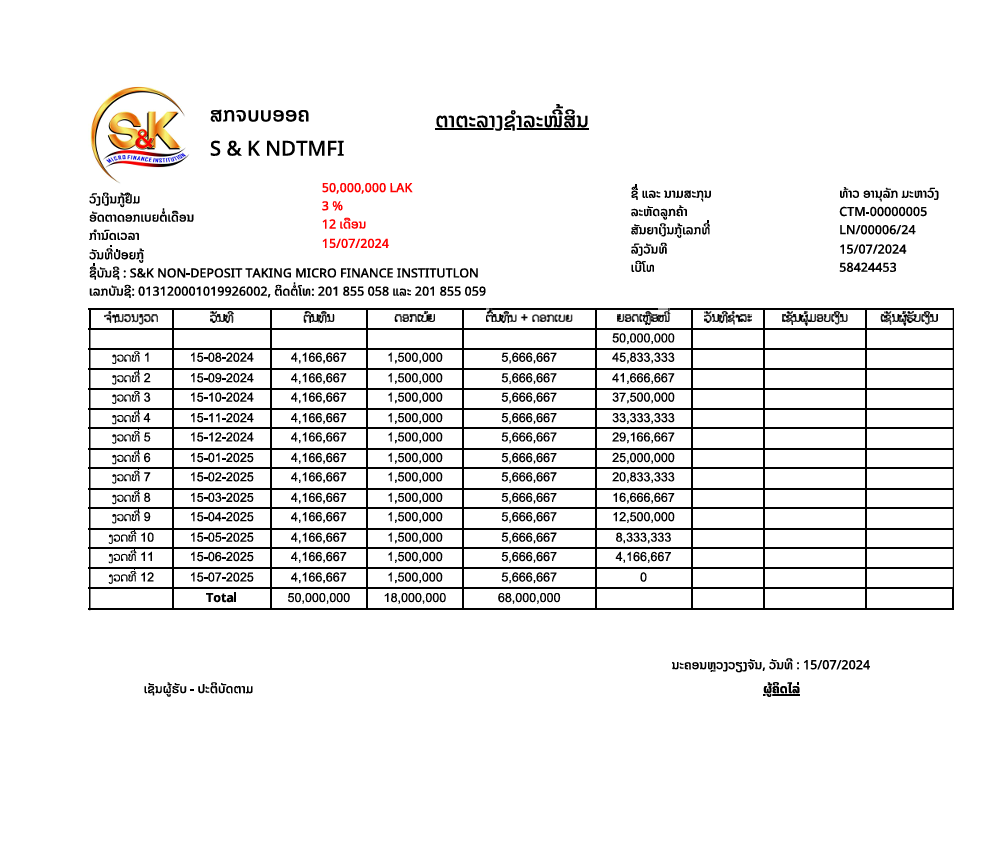 S&K
MICRO FINANCE INSTITUTION
ສກຈບບອອຄ
S & K NDTMFI
ຕາຕະລາງຊຳລະໜີ້ສິນ
ວົງເງິນກູ້ຢືມ 50,000,000 LAK
ອັດຕາດອກເບຍຕໍ່ເດືອນ 3 %
ກຳນົດເວລາ 12 ເດືອນ
ວັນທີ່ປ່ອຍກູ້ 15/07/2024
ຊື່ ແລະ ນາມສະກຸນ ທ້າວ ອານຸລັກ ມະຫາວົງ
ລະຫັດລູກຄ້າ CTM-00000005
ສັນຍາເງິນກູ້ເລກທີ່ LN/00006/24
ລົງວັນທີ 15/07/2024
ເບີໂທ 58424453
ຊື່ບັນຊີ : S&K NON-DEPOSIT TAKING MICRO FINANCE INSTITUTLON
ເລກບັນຊີ: 013120001019926002, ຕິດຕໍ່ໂທ: 201 855 058 ແລະ 201 855 059
ຈຳນວນງວດ ວັນທີ ຕົ້ນທຶນ ດອກເບ້ຍ ຕົ້ນທຶນ + ດອກເບຍ ຍອດເຫຼືອໜີ້ ວັນທີຊຳລະ ເຊັນຜູ້ມອບເງິນ ເຊັນຜູ້ຮັບເງິນ
50,000,000
ງວດທີ່ 1 15-08-2024 4,166,667 1,500,000 5,666,667 45,833,333
ງວດທີ່ 2 15-09-2024 4,166,667 1,500,000 5,666,667 41,666,667
ງວດທີ່ 3 15-10-2024 4,166,667 1,500,000 5,666,667 37,500,000
ງວດທີ່ 4 15-11-2024 4,166,667 1,500,000 5,666,667 33,333,333
ງວດທີ່ 5 15-12-2024 4,166,667 1,500,000 5,666,667 29,166,667
ງວດທີ່ 6 15-01-2025 4,166,667 1,500,000 5,666,667 25,000,000
ງວດທີ່ 7 15-02-2025 4,166,667 1,500,000 5,666,667 20,833,333
ງວດທີ່ 8 15-03-2025 4,166,667 1,500,000 5,666,667 16,666,667
ງວດທີ່ 9 15-04-2025 4,166,667 1,500,000 5,666,667 12,500,000
ງວດທີ່ 10 15-05-2025 4,166,667 1,500,000 5,666,667 8,333,333
ງວດທີ່ 11 15-06-2025 4,166,667 1,500,000 5,666,667 4,166,667
ງວດທີ່ 12 15-07-2025 4,166,667 1,500,000 5,666,667 0
Total 50,000,000 18,000,000 68,000,000
ນະຄອນຫຼວງວຽງຈັນ, ວັນທີ : 15/07/2024
ເຊັນຜູ້ຮັບ - ປະຕິບັດຕາມ ຜູ້ຄິດໄລ່